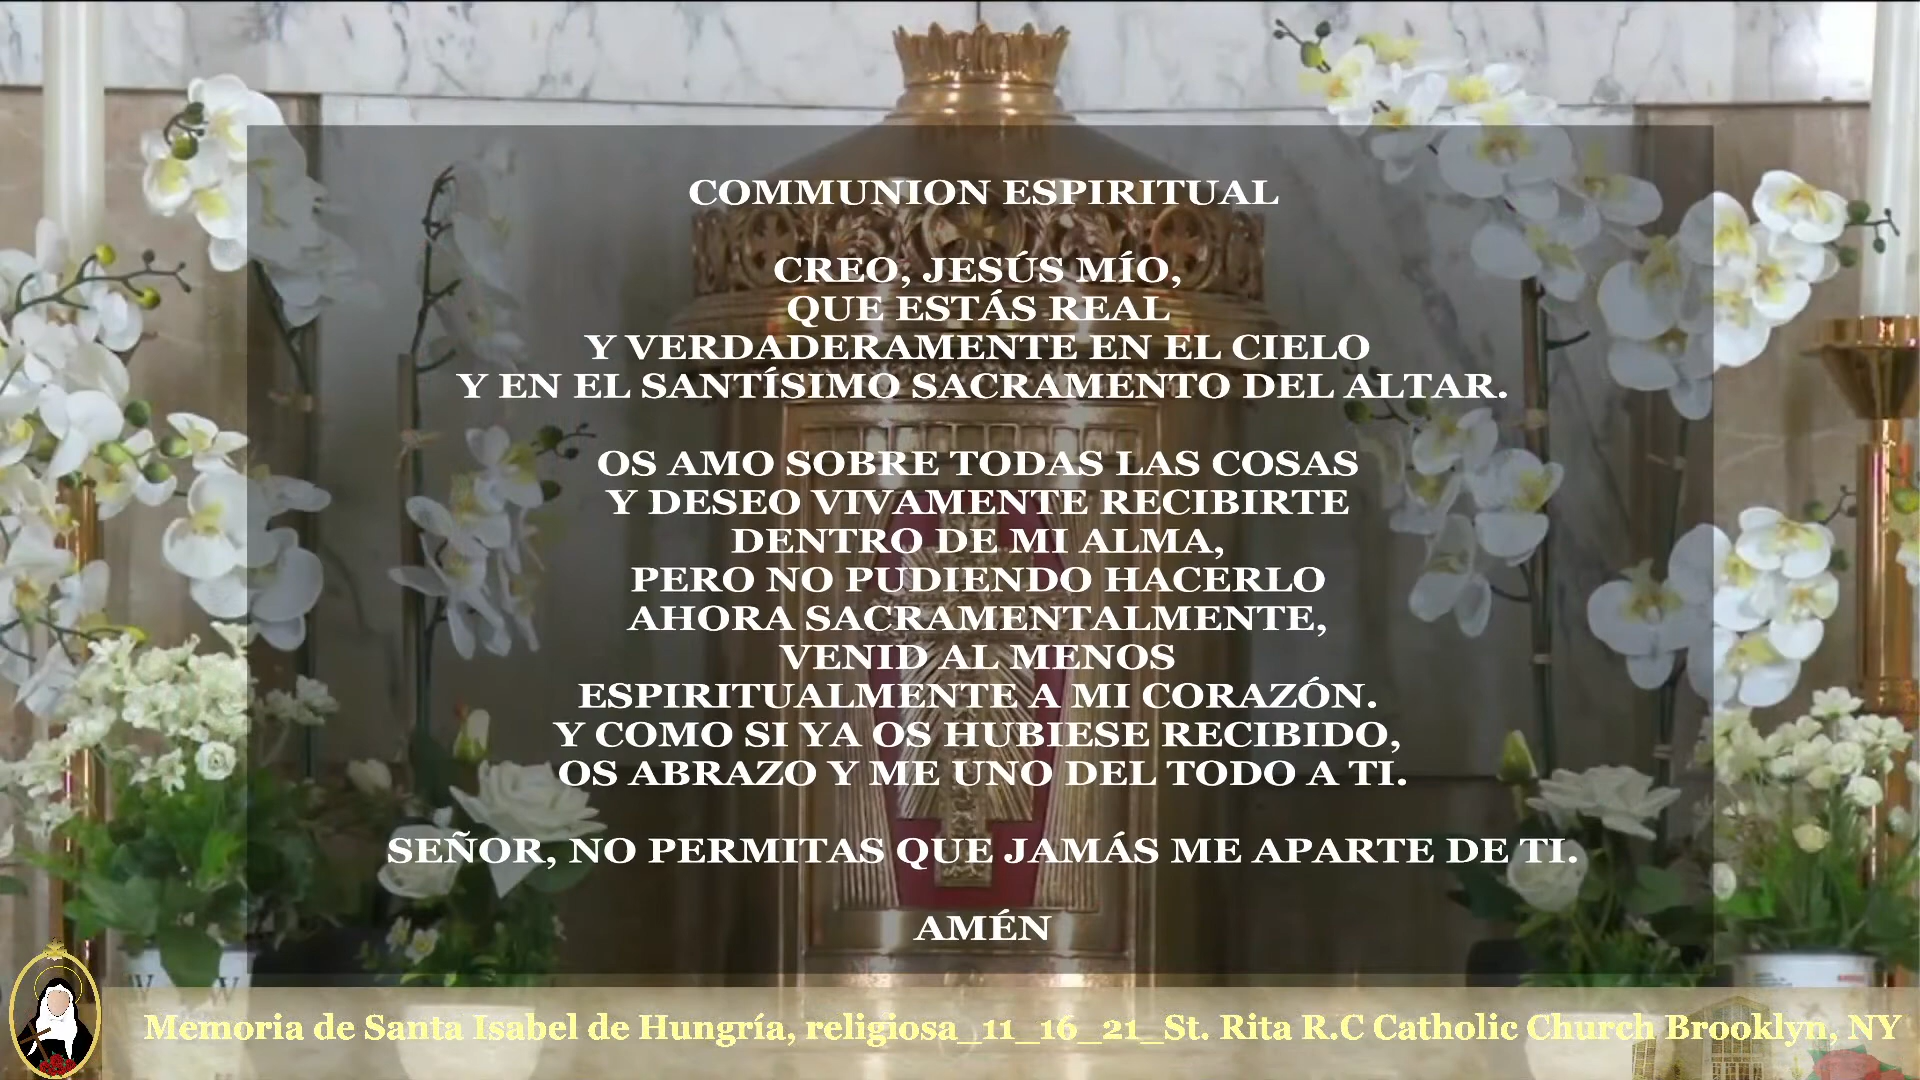 COMMUNION ESPIRITUAL
CREO, JESÚS MÍO,
QUE ESTÁS REAL
Y VERDADERAMENTE EN EL CIELO
Y EN EL SANTÍSIMO SACRAMENTO DEL ALTAR.
OS AMO SOBRE TODAS LAS COSAS
Y DESEO VIVAMENTE RECIBIRTE
DENTRO DE MI ALMA,
PERO NO PUDIENDO HACERLO
AHORA SACRAMENTALMENTE,
VENID AL MENOS
ESPIRITUALMENTE A MI CORAZÓN.
Y COMO SI YA OS HUBIESE RECIBIDO,
OS ABRAZO Y ME UNO DEL TODO A TI.
SEÑOR, NO PERMITAS QUE JAMÁS ME APARTE DE TI.
AMÉN
Memoria de Santa Isabel de Hungría, religiosa_11_16_21_St. Rita R.C Catholic Church Brooklyn, NY